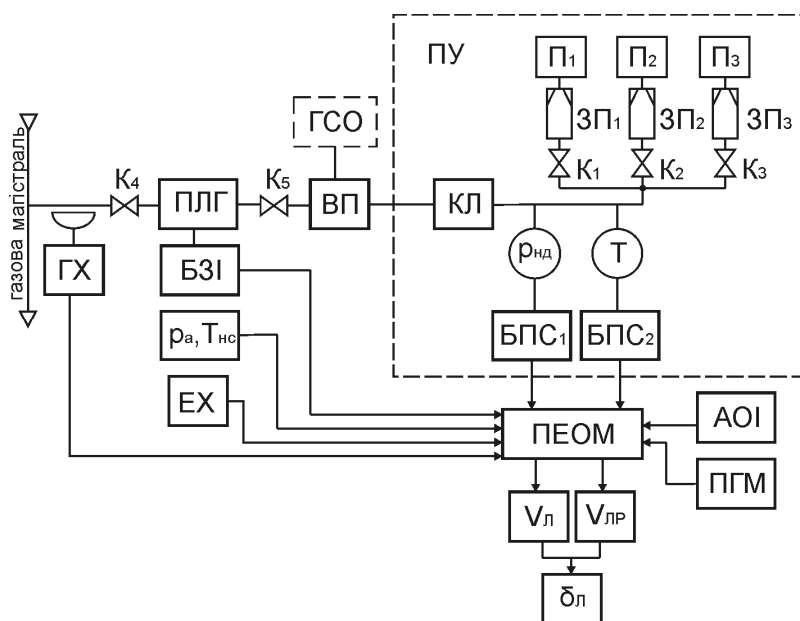 ПУ
П1
П2
П3
ЗП1
ЗП2
ЗП3
К1
К2
К3
ГСО
газова магістраль
К4
ПЛГ
К5
ВП
КЛ
ГХ
БЗІ
рнд
Т
ра,Тнс
БПС1
БПС2
ЕХ
ПЕОМ
АОІ
ПГМ
VЛ
VЛР
δЛ